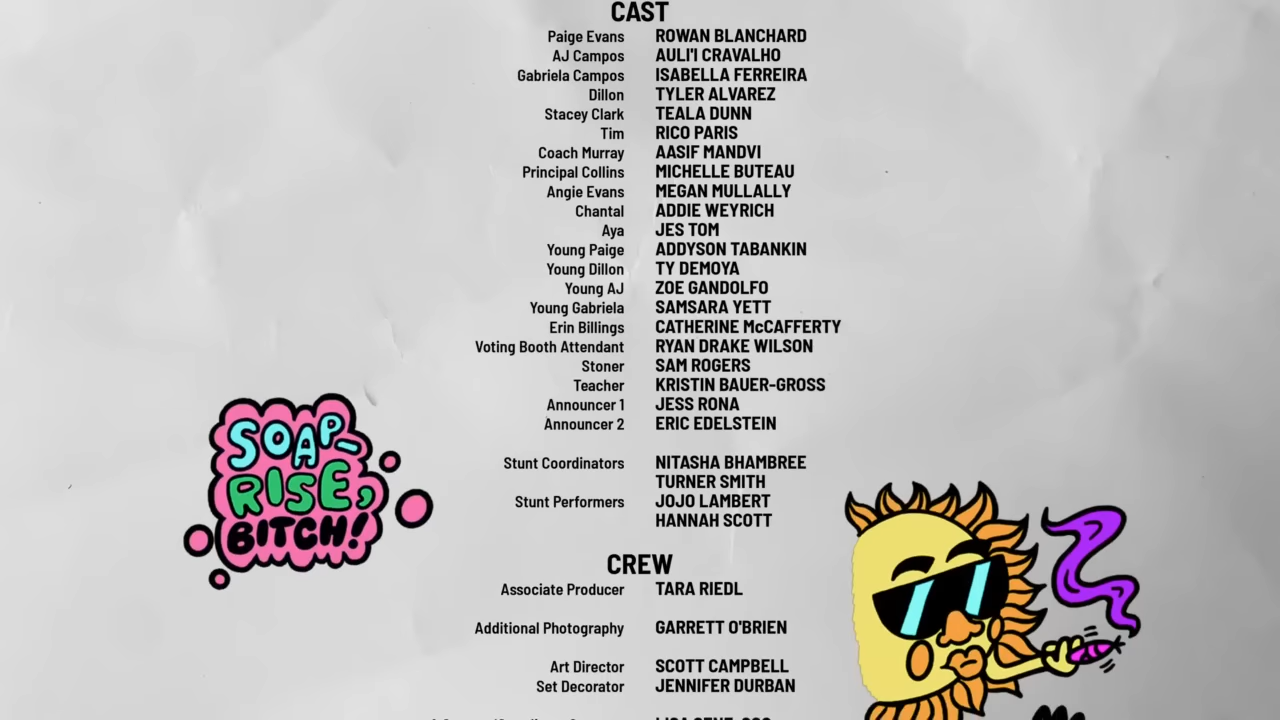 CAST
Paige Evans ROWAN BLANCHARD
AJ Campos AULI'I CRAVALHO
Gabriela Campos ISABELLA FERREIRA
Dillon TYLER ALVAREZ
Stacey Clark TEALA DUNN
Tim RICO PARIS
Coach Murray AASIF MANDVI
Principal Collins MICHELLE BUTEAU
Angie Evans MEGAN MULLALLY
Chantal ADDIE WEYRICH
Aya JES TOM
Young Paige ADDYSON TABANKIN
Young Dillon TY DEMOYA
Young AJ ZOE GANDOLFO
Young Gabriela SAMSARA YETT
Erin Billings CATHERINE McCAFFERTY
Voting Booth Attendant RYAN DRAKE WILSON
Stoner SAM ROGERS
Teacher KRISTIN BAUER-GROSS
Announcer 1 JESS RONA
Announcer 2 ERIC EDELSTEIN
Stunt Coordinators NITASHA BHAMBREE
TURNER SMITH
Stunt Performers JOJO LAMBERT
HANNAH SCOTT
SOAP-
RISE,
BITCH!
CREW
Associate Producer TARA RIEDL
Additional Photography GARRETT O'BRIEN
Art Director SCOTT CAMPBELL
Set Decorator JENNIFER DURBAN